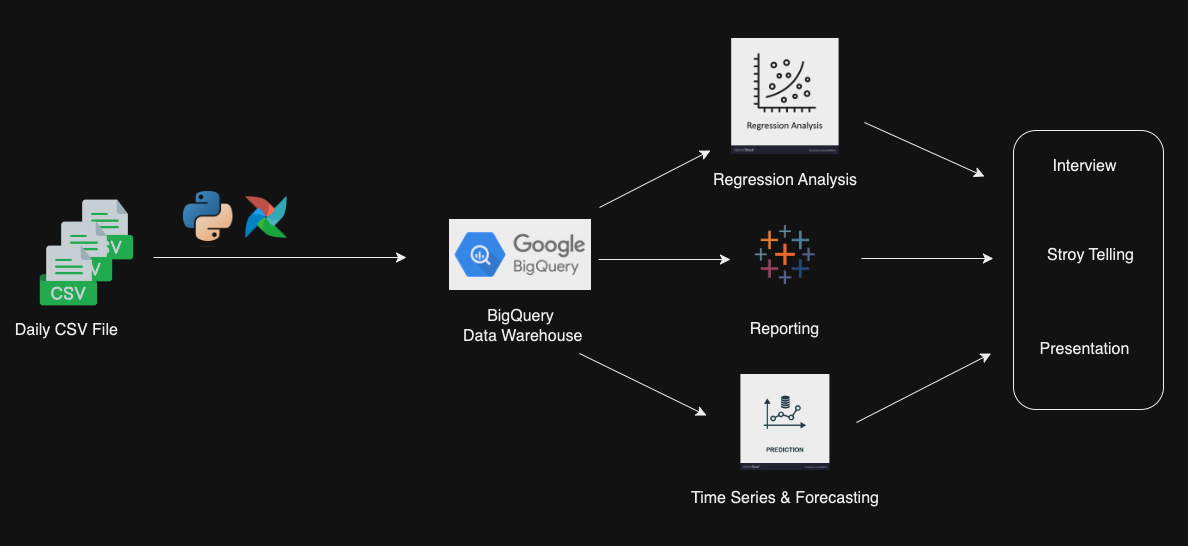 CSV
V
CSV
Daily CSV File
Google
BigQuery
BigQuery
Data Warehouse
Regression Analysis
Regression Analysis
Reporting
PREDICTION
Time Series & Forecasting
Interview
Stroy Telling
Presentation